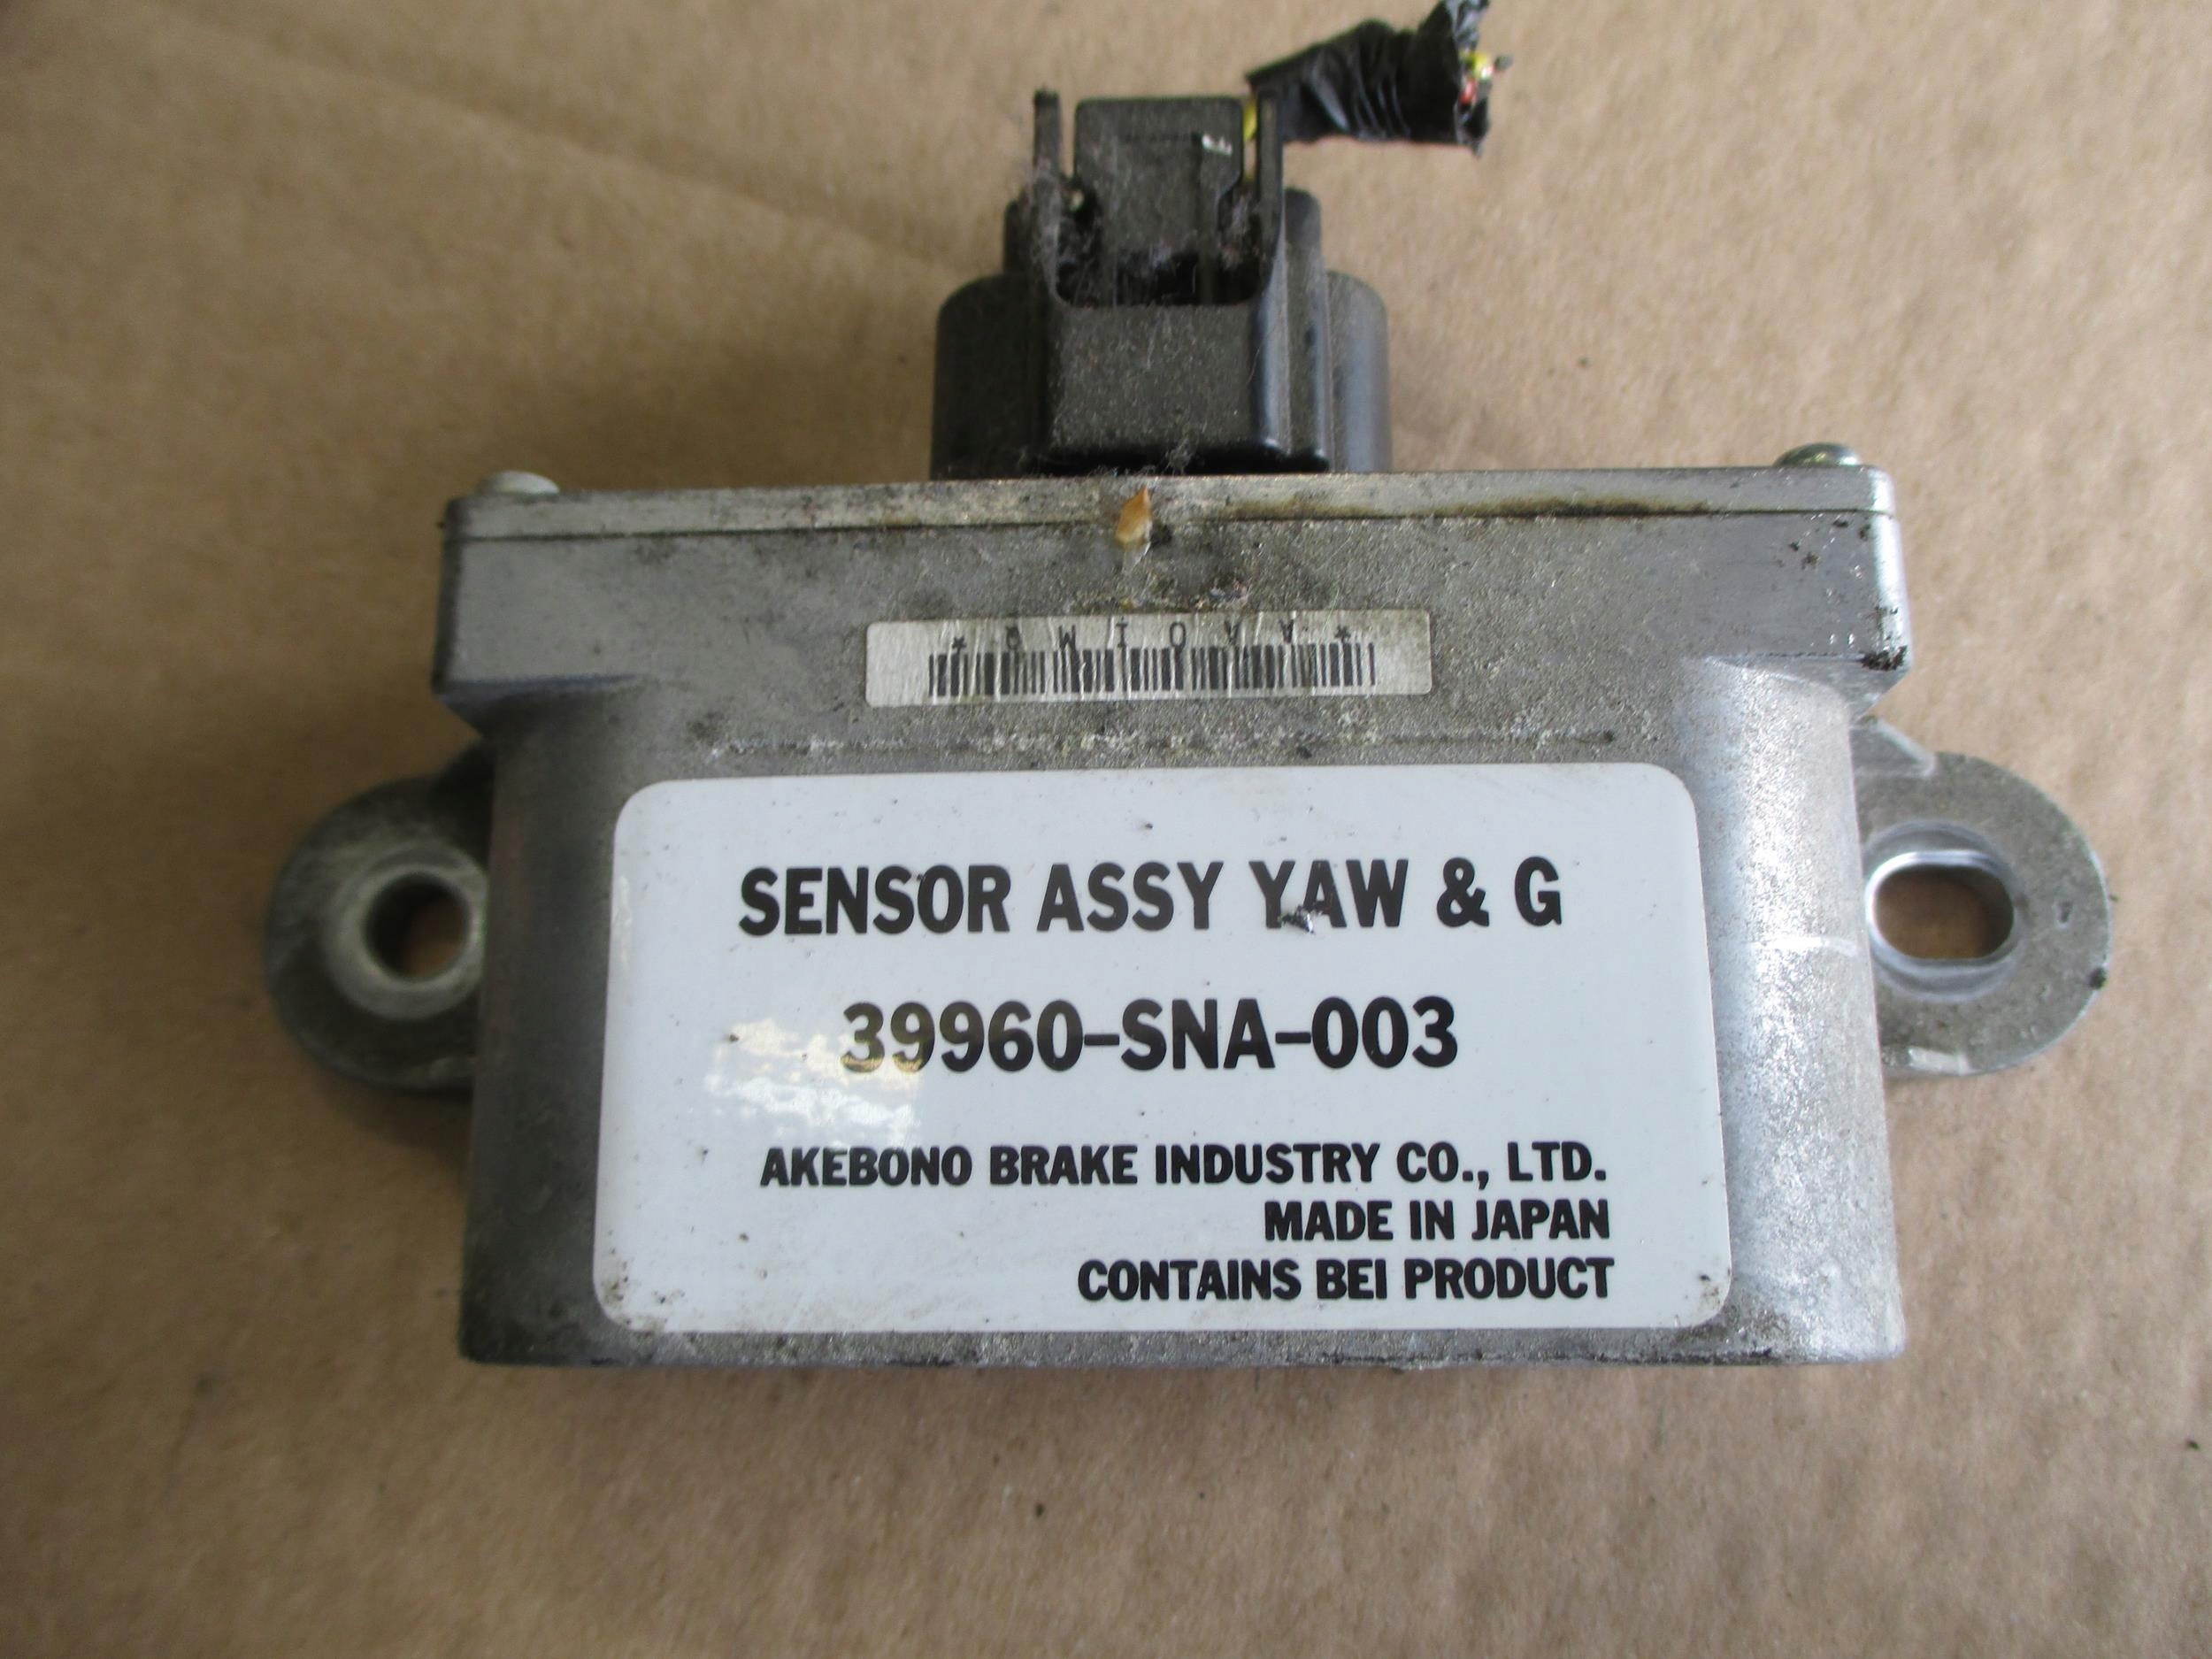 SENSOR ASSY YAW & G
39960-SNA-003
AKEBONO BRAKE INDUSTRY CO., LTD.
MADE IN JAPAN
CONTAINS BEI PRODUCT